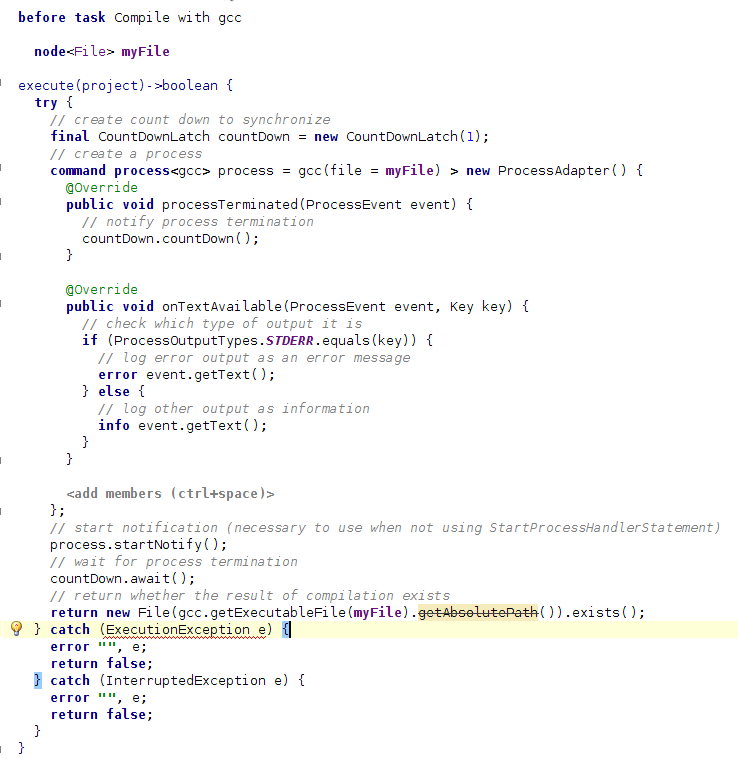 before task Compile with gcc
node<File> myFile
execute(project)->boolean {
try {
// create count down to synchronize
final CountDownLatch countDown = new CountDownLatch(1);
// create a process
command process<gcc> process = gcc(file = myFile) > new ProcessAdapter() {
@Override
public void processTerminated(ProcessEvent event) {
// notify process termination
countDown.countDown();
}
@Override
public void onTextAvailable(ProcessEvent event, Key key) {
// check which type of output it is
if (ProcessOutputTypes.STDERR.equals(key)) {
// log error output as an error message
error event.getText();
} else {
// log other output as information
info event.getText();
}
}
<add members (ctrl+space)>
};
// start notification (necessary to use when not using StartProcessHandlerStatement)
process.startNotify();
// wait for process termination
countDown.await();
// return whether the result of compilation exists
return new File(gcc.getExecutableFile(myFile).getAbsolutePath()).exists();
} catch (ExecutionException e) {
error "", e;
return false;
} catch (InterruptedException e) {
error "", e;
return false;
}
}